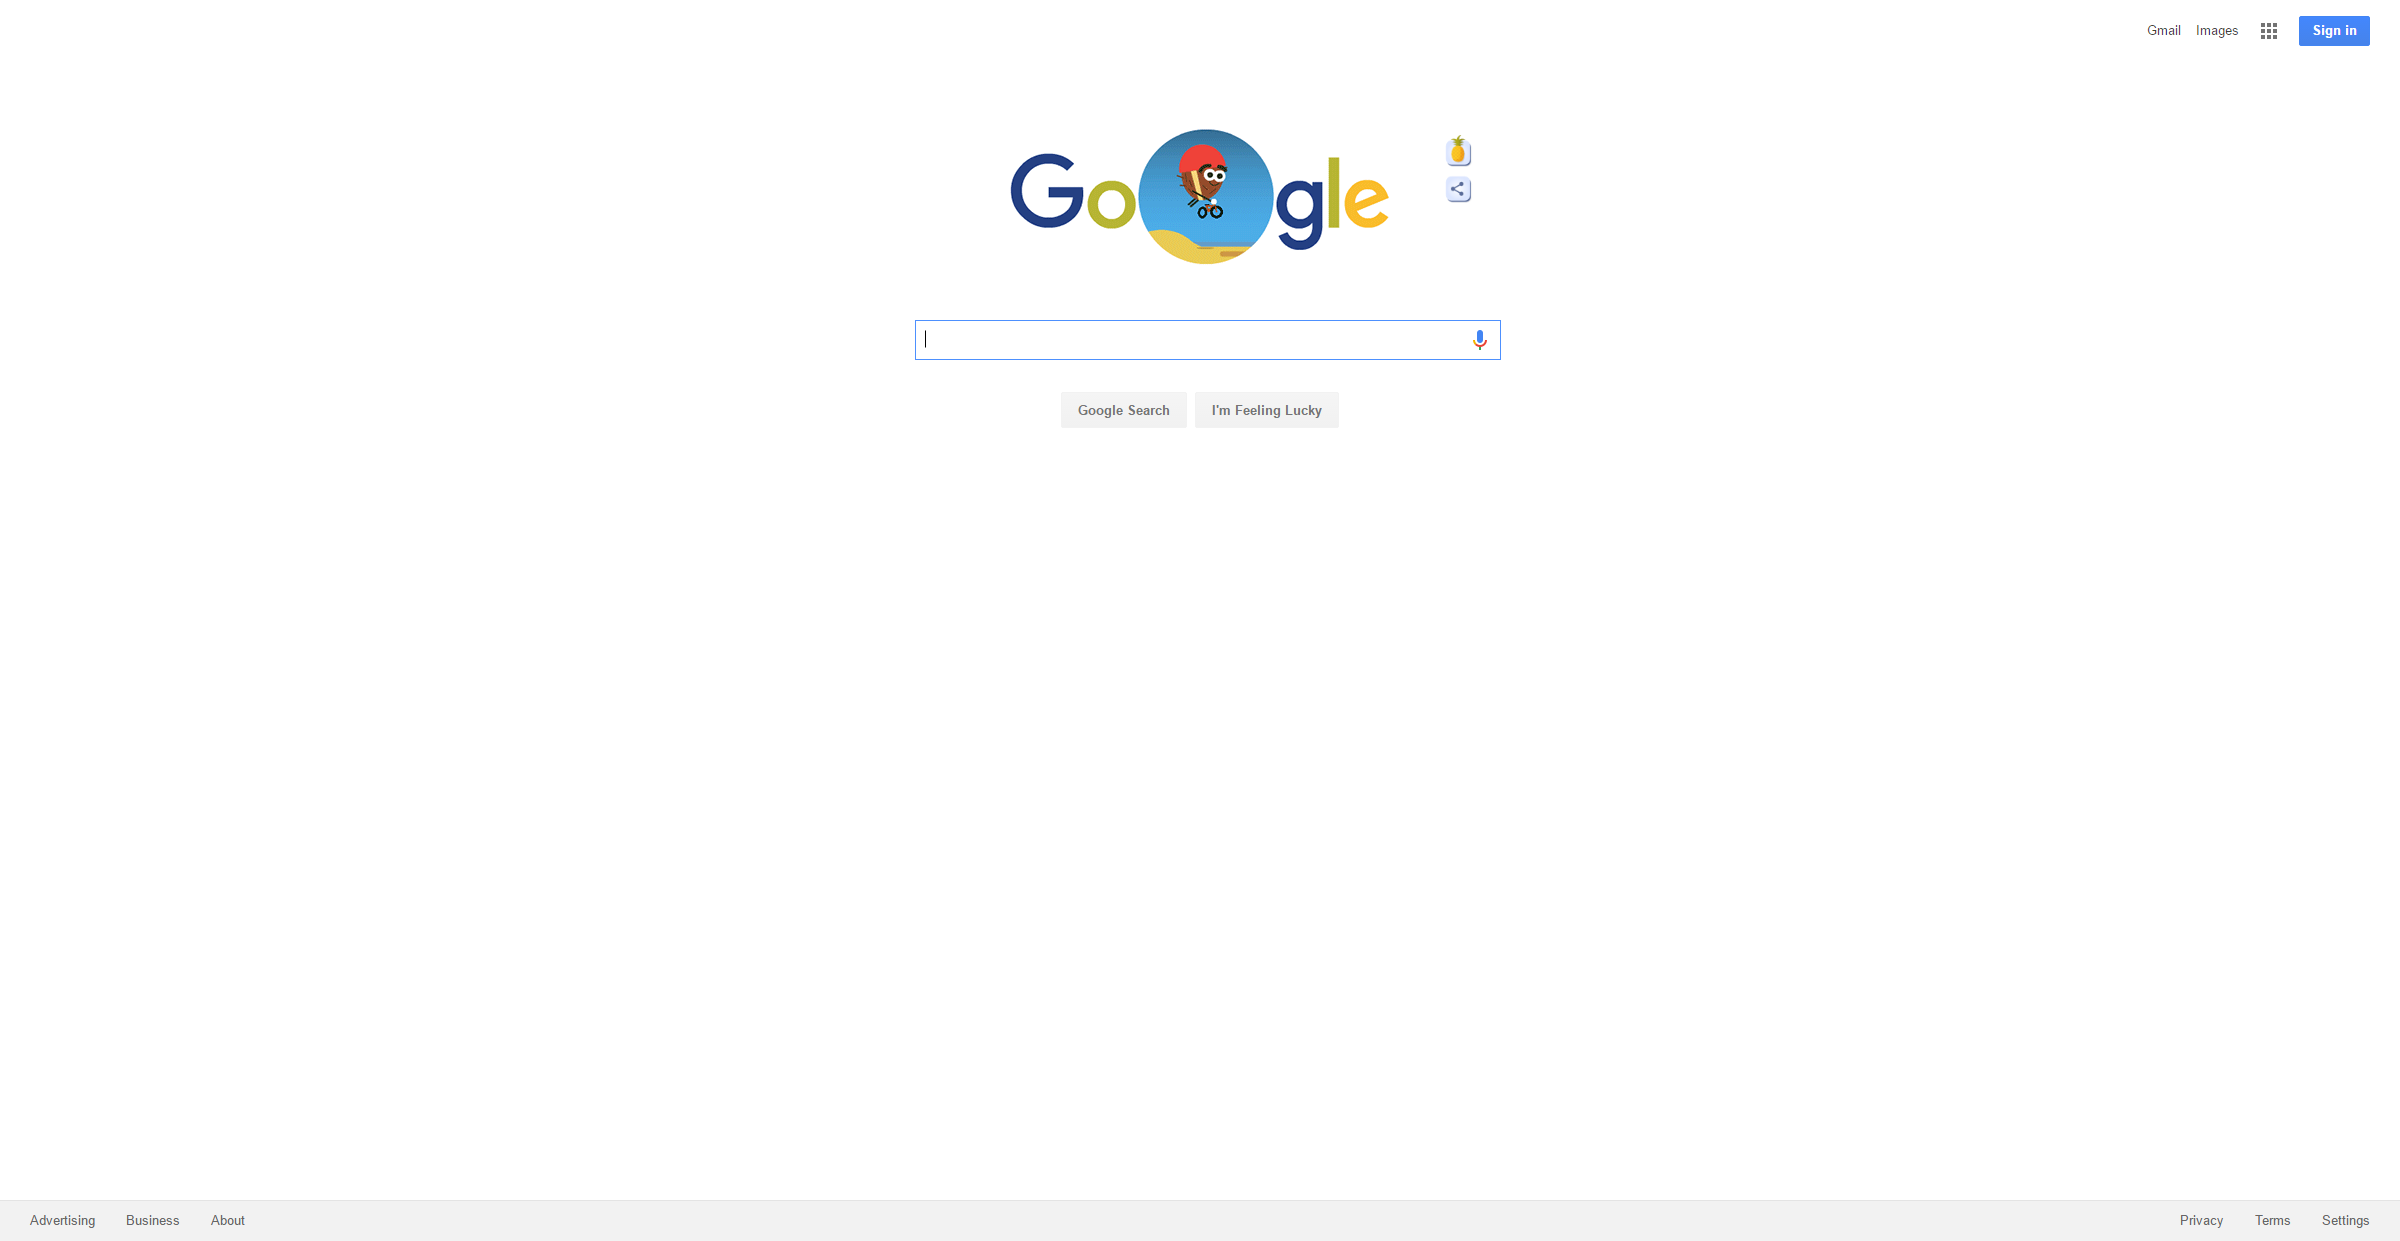 Gmail Images Sign in
Google
Google Search I'm Feeling Lucky
Advertising Business About Privacy Terms Settings